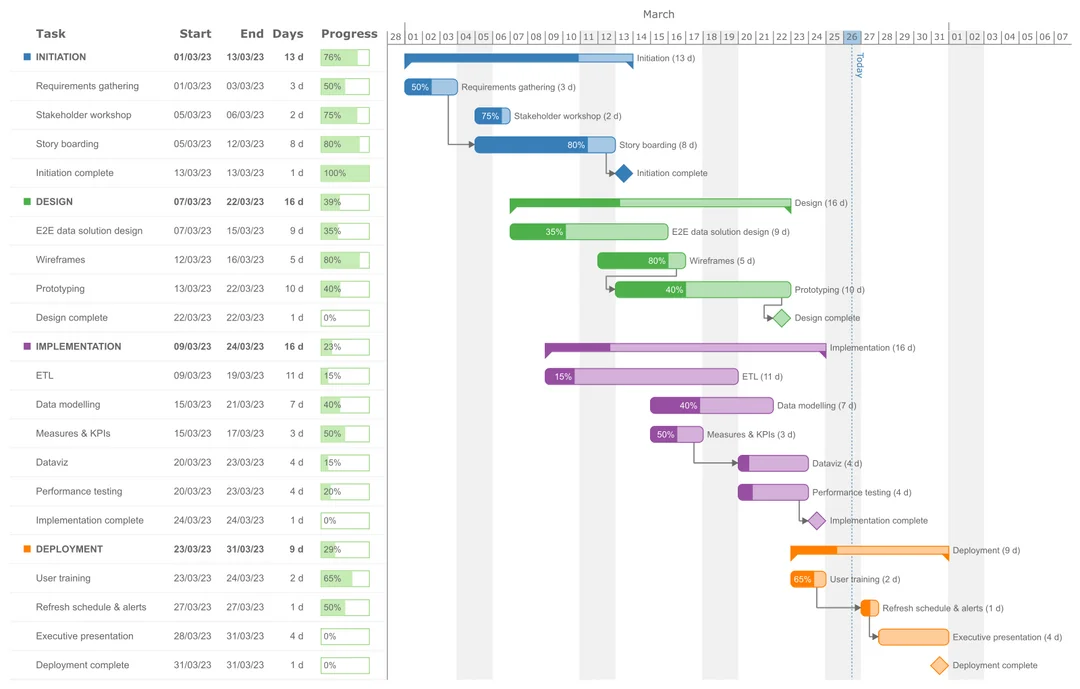 March
Task Start End Days Progress 28 01 02 03 04 05 06 07 08 09 10 11 12 13 14 15 16 17 18 19 20 21 22 23 24 25 26 27 28 29 30 31 01 02 03 04 05 06 07
Today
INITIATION 01/03/23 13/03/23 13 d 76% Initiation (13 d)
Requirements gathering 01/03/23 03/03/23 3 d 50% 50% Requirements gathering (3 d)
Stakeholder workshop 05/03/23 06/03/23 2 d 75% 75% Stakeholder workshop (2 d)
Story boarding 05/03/23 12/03/23 8 d 80% 80% Story boarding (8 d)
Initiation complete 13/03/23 13/03/23 1 d 100% Initiation complete
DESIGN 07/03/23 22/03/23 16 d 39% Design (16 d)
E2E data solution design 07/03/23 15/03/23 9 d 35% 35% E2E data solution design (9 d)
Wireframes 12/03/23 16/03/23 5 d 80% 80% Wireframes (5 d)
Prototyping 13/03/23 22/03/23 10 d 40% 40% Prototyping (10 d)
Design complete 22/03/23 22/03/23 1 d 0% Design complete
IMPLEMENTATION 09/03/23 24/03/23 16 d 23% Implementation (16 d)
ETL 09/03/23 19/03/23 11 d 15% 15% ETL (11 d)
Data modelling 15/03/23 21/03/23 7 d 40% 40% Data modelling (7 d)
Measures & KPIs 15/03/23 17/03/23 3 d 50% 50% Measures & KPIs (3 d)
Dataviz 20/03/23 23/03/23 4 d 15% Dataviz (4 d)
Performance testing 20/03/23 23/03/23 4 d 20% Performance testing (4 d)
Implementation complete 24/03/23 24/03/23 1 d 0% Implementation complete
DEPLOYMENT 23/03/23 31/03/23 9 d 29% Deployment (9 d)
User training 23/03/23 24/03/23 2 d 65% 65% User training (2 d)
Refresh schedule & alerts 27/03/23 27/03/23 1 d 50% Refresh schedule & alerts (1 d)
Executive presentation 28/03/23 31/03/23 4 d 0% Executive presentation (4 d)
Deployment complete 31/03/23 31/03/23 1 d 0% Deployment complete